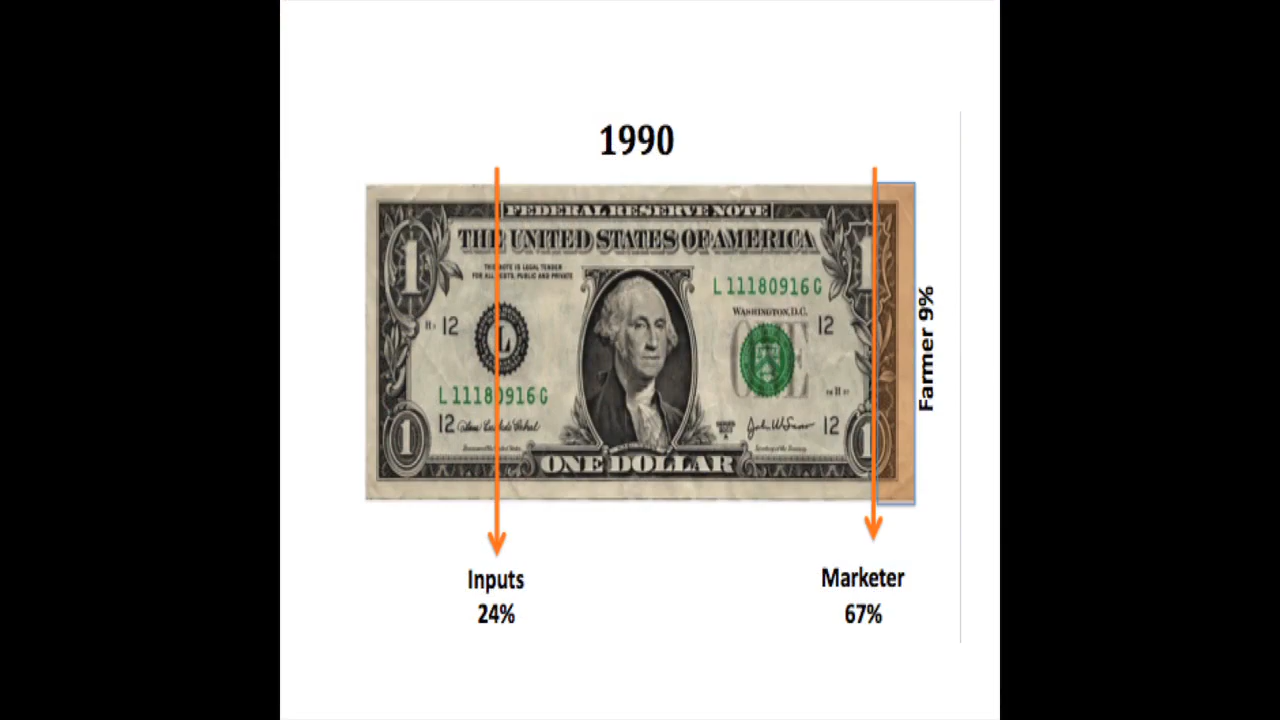 1990
FEDERAL RESERVE NOTE
THE UNITED STATES OF AMERICA
THIS NOTE IS LEGAL TENDER
FOR ALL DEBTS, PUBLIC AND PRIVATE
L 11180916 G
WASHINGTON, D.C.
12
12
L
ONE
L 11180916 G
12
12
1
1
1
1
ONE DOLLAR
Farmer 9%
Inputs
24%
Marketer
67%